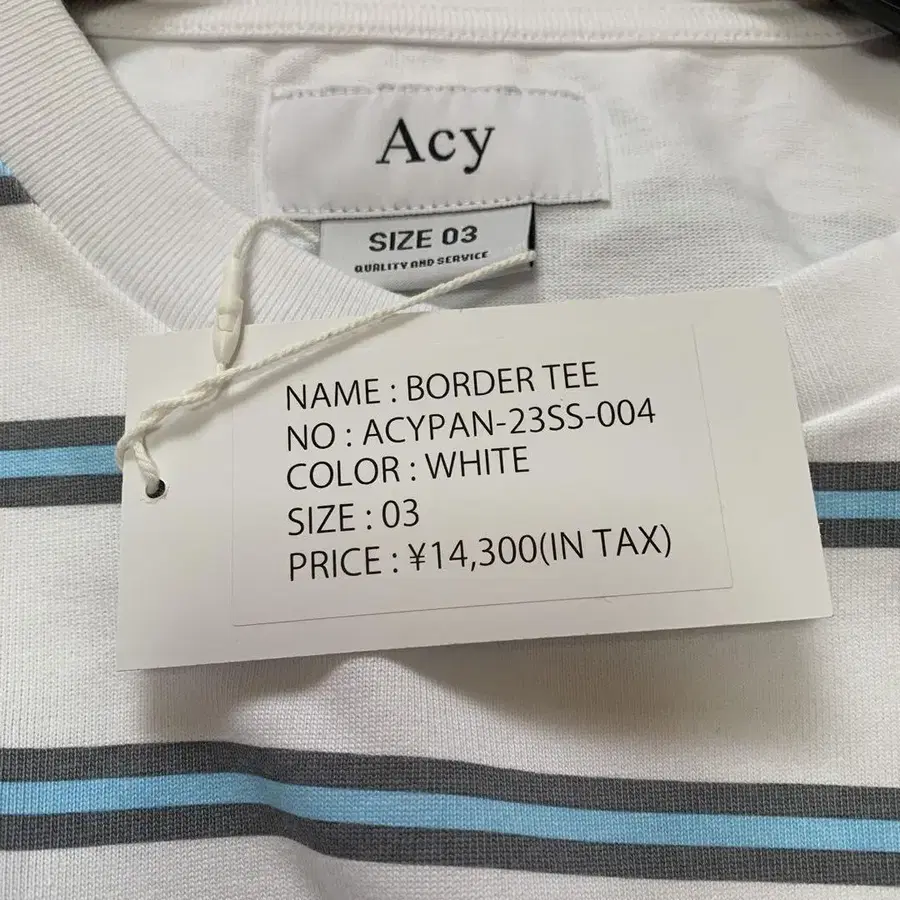 Acy
SIZE 03
QUALITY AND SERVICE
NAME : BORDER TEE
NO : ACYPAN-23SS-004
COLOR : WHITE
SIZE : 03
PRICE : ¥14,300(IN TAX)